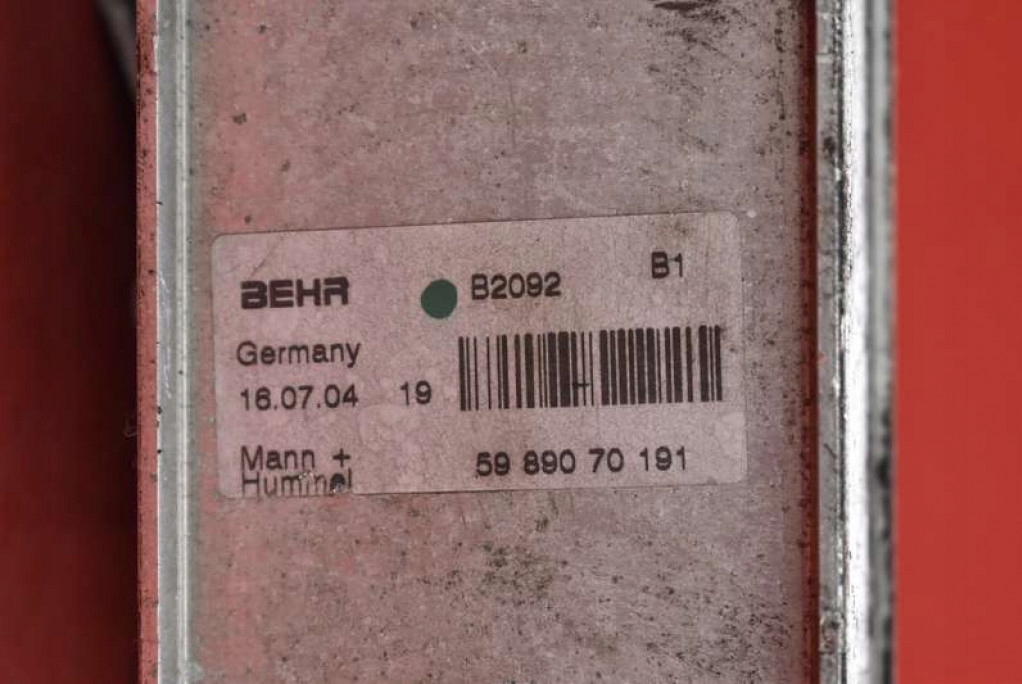 BEHR B2092 B1
Germany
16.07.04 19
Mann + 59 890 70 191
Hummel